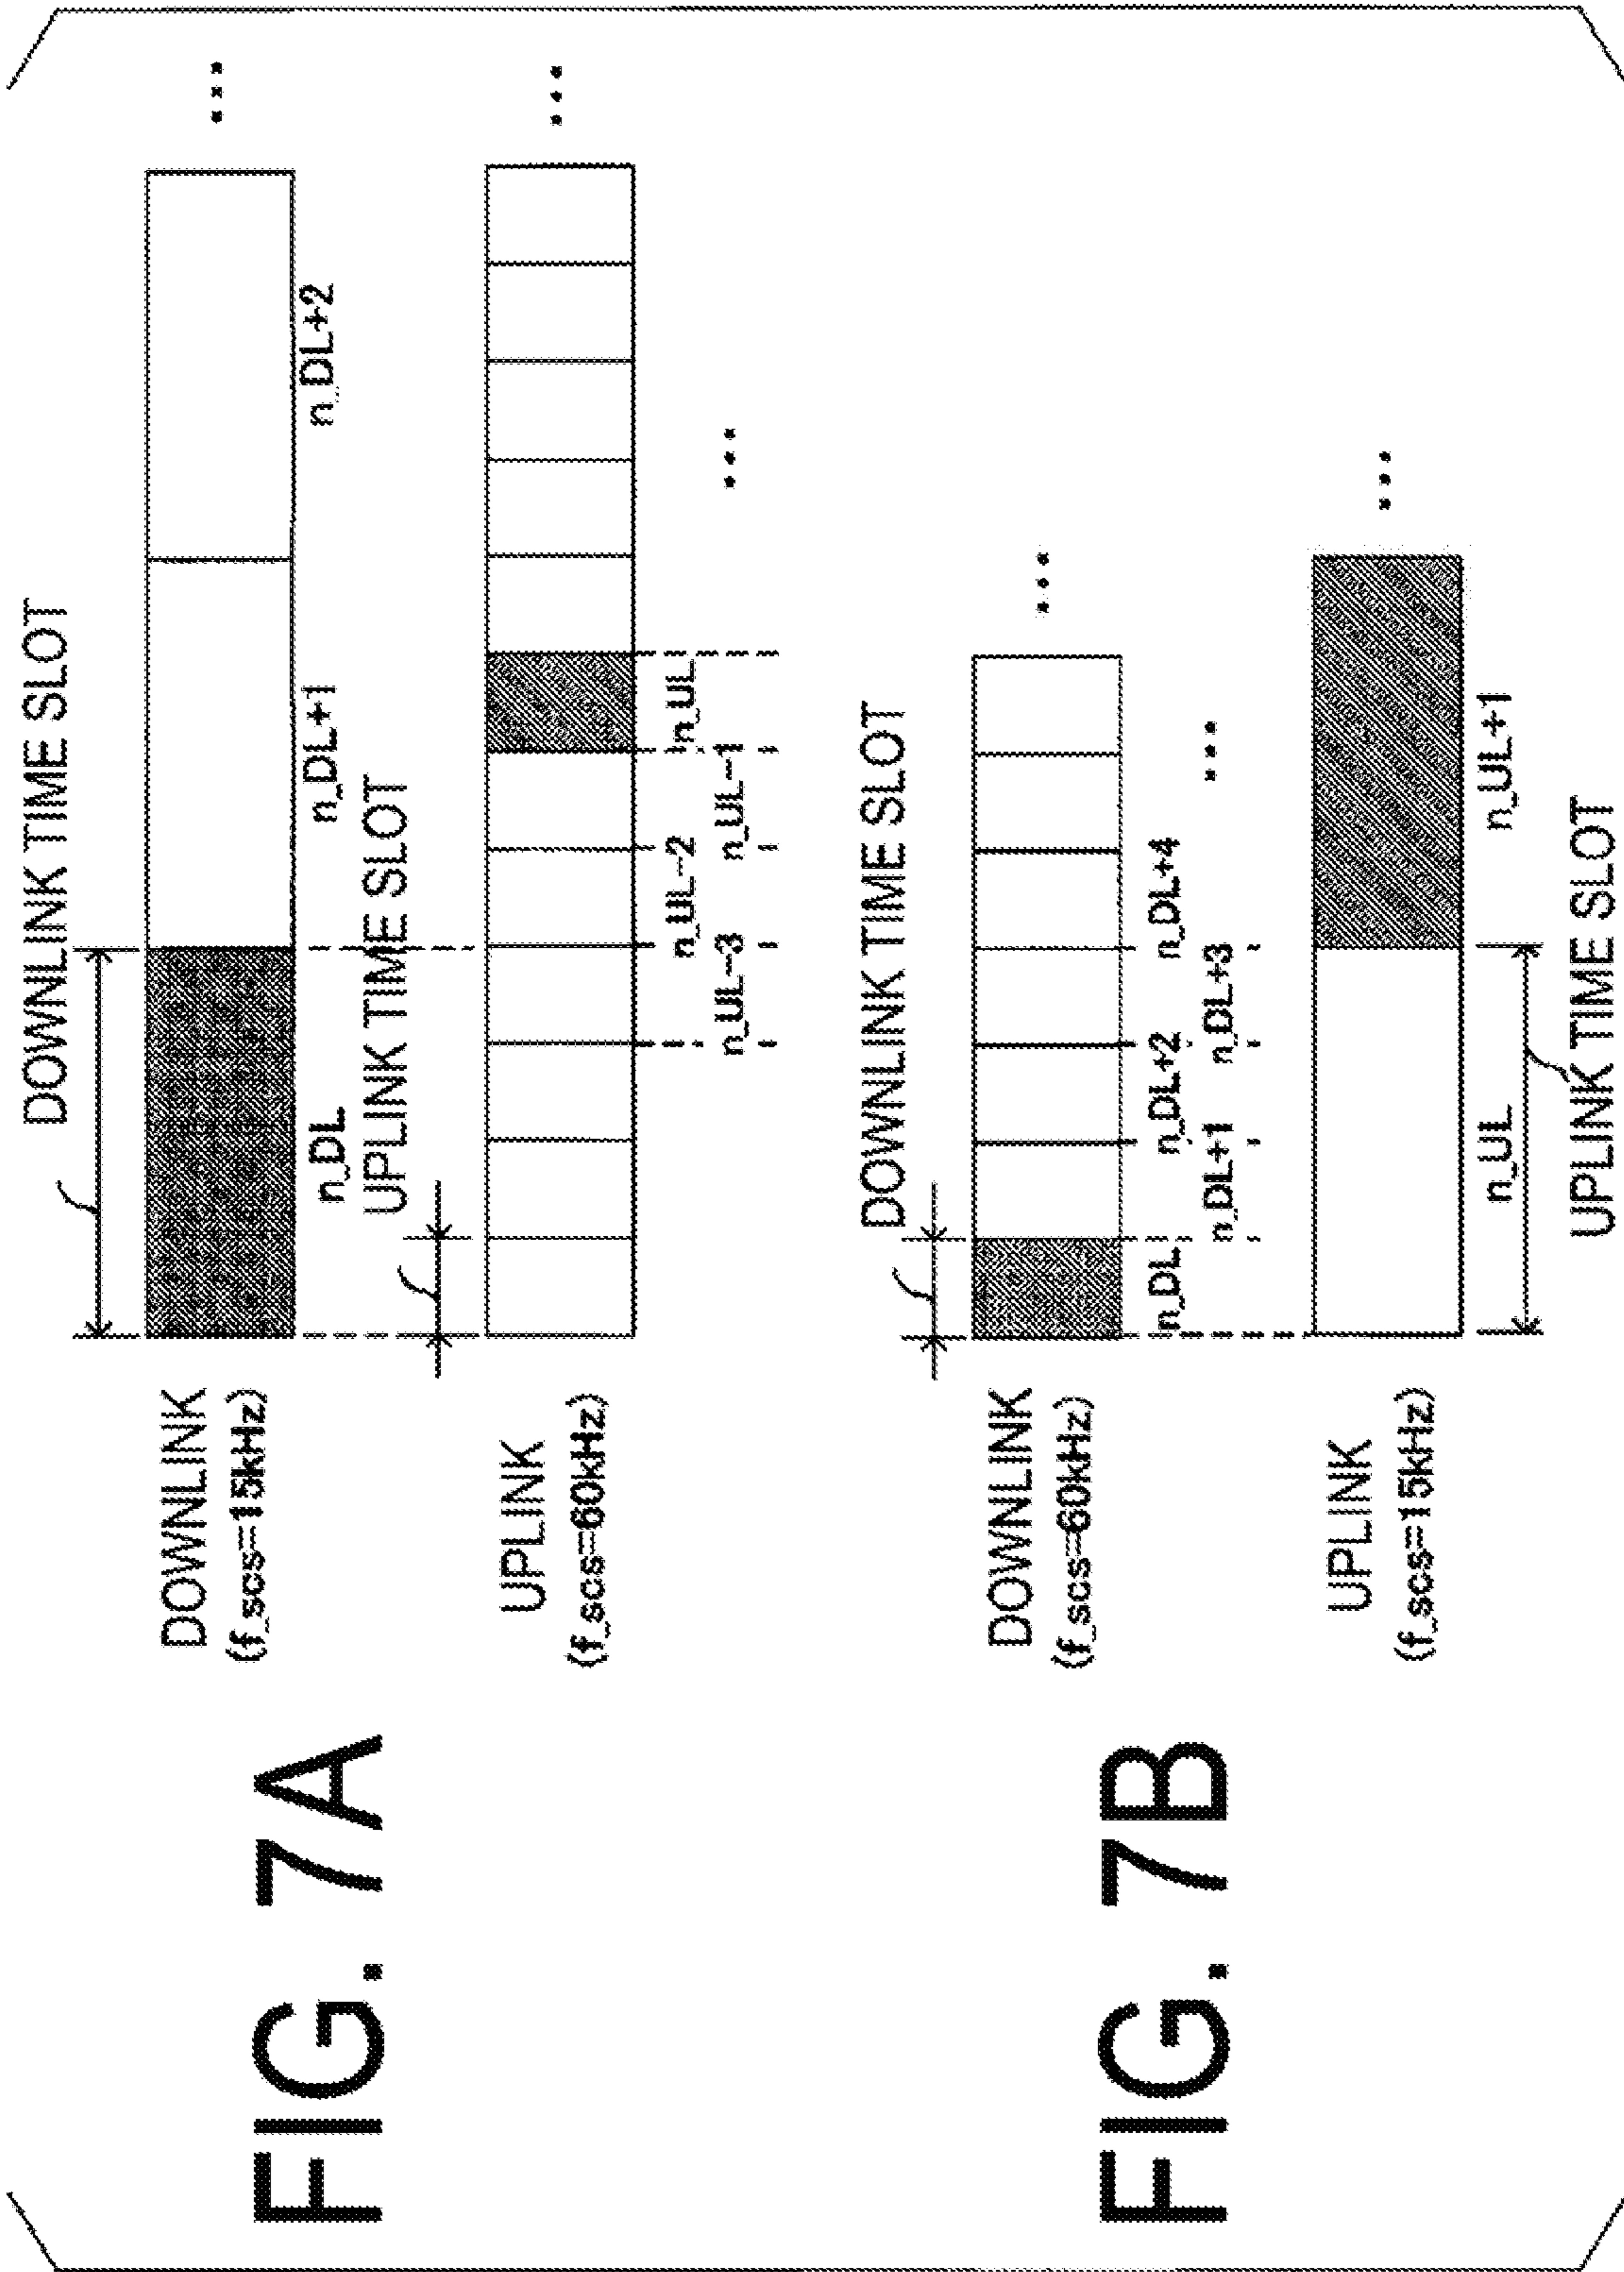 FIG. 7A
DOWNLINK TIME SLOT
DOWNLINK
(f_scs=15kHz)
...
n_DL
n_DL+1
n_DL+2
UPLINK TIME SLOT
UPLINK
(f_scs=60kHz)
...
n_UL-2
n_UL
n_UL-3
n_UL-1
...
FIG. 7B
DOWNLINK TIME SLOT
DOWNLINK
(f_scs=60kHz)
...
n_DL
n_DL+2
n_DL+4
n_DL+1
n_DL+3
...
UPLINK
(f_scs=15kHz)
...
n_UL
n_UL+1
UPLINK TIME SLOT